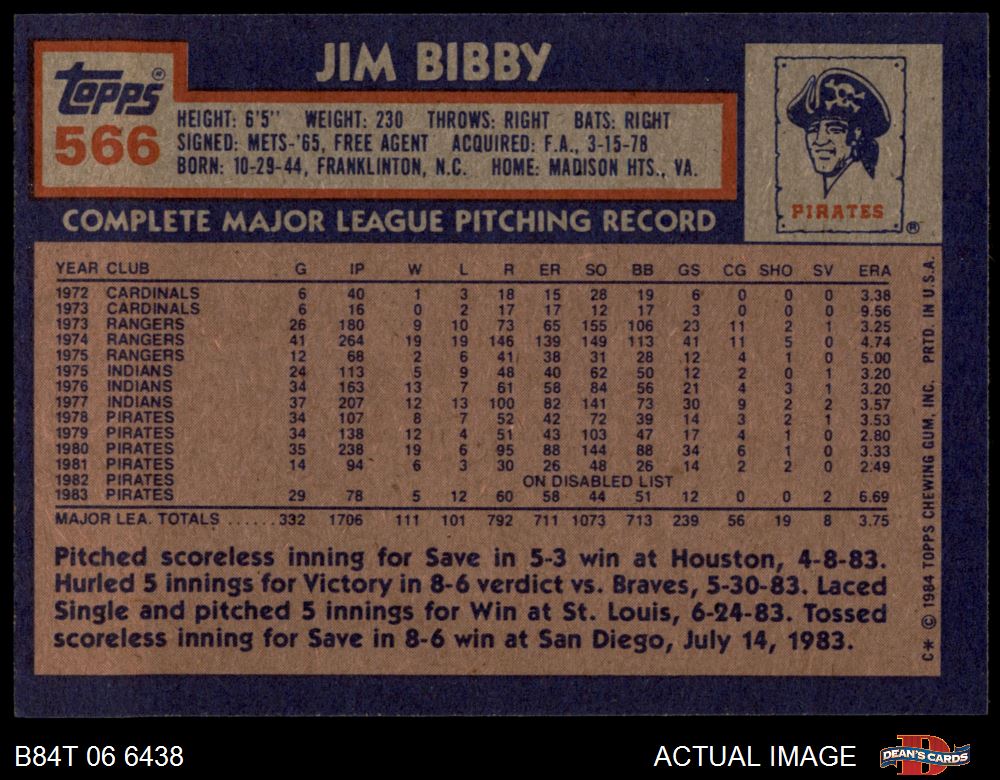 JIM BIBBY
TOPPS®
566
HEIGHT: 6'5" WEIGHT: 230 THROWS: RIGHT BATS: RIGHT
SIGNED: METS-'65, FREE AGENT ACQUIRED: F.A., 3-15-78
BORN: 10-29-44, FRANKLINTON, N.C. HOME: MADISON HTS., VA.
PIRATES ®
COMPLETE MAJOR LEAGUE PITCHING RECORD
YEAR CLUB G IP W L R ER SO BB GS CG SHO SV ERA
1972 CARDINALS 6 40 1 3 18 15 28 19 6 0 0 0 3.38
1973 CARDINALS 6 16 0 2 17 17 12 17 3 0 0 0 9.56
1973 RANGERS 26 180 9 10 73 65 155 106 23 11 2 1 3.25
1974 RANGERS 41 264 19 19 146 139 149 113 41 11 5 0 4.74
1975 RANGERS 12 68 2 6 41 38 31 28 12 4 1 0 5.00
1975 INDIANS 24 113 5 9 48 40 62 50 12 2 0 1 3.20
1976 INDIANS 34 163 13 7 61 58 84 56 21 4 3 1 3.20
1977 INDIANS 37 207 12 13 100 82 141 73 30 9 2 2 3.57
1978 PIRATES 34 107 8 7 52 42 72 39 14 3 2 1 3.53
1979 PIRATES 34 138 12 4 51 43 103 47 17 4 1 0 2.80
1980 PIRATES 35 238 19 6 95 88 144 88 34 6 1 0 3.33
1981 PIRATES 14 94 6 3 30 26 48 26 14 2 2 0 2.49
1982 PIRATES ON DISABLED LIST
1983 PIRATES 29 78 5 12 60 58 44 51 12 0 0 2 6.69
MAJOR LEA. TOTALS ...... 332 1706 111 101 792 711 1073 713 239 56 19 8 3.75
Pitched scoreless inning for Save in 5-3 win at Houston, 4-8-83.
Hurled 5 innings for Victory in 8-6 verdict vs. Braves, 5-30-83. Laced
Single and pitched 5 innings for Win at St. Louis, 6-24-83. Tossed
scoreless inning for Save in 8-6 win at San Diego, July 14, 1983.
C* © 1984 TOPPS CHEWING GUM, INC. PRTD. IN U.S.A.
B84T 06 6438
ACTUAL IMAGE
DEAN'S CARDS